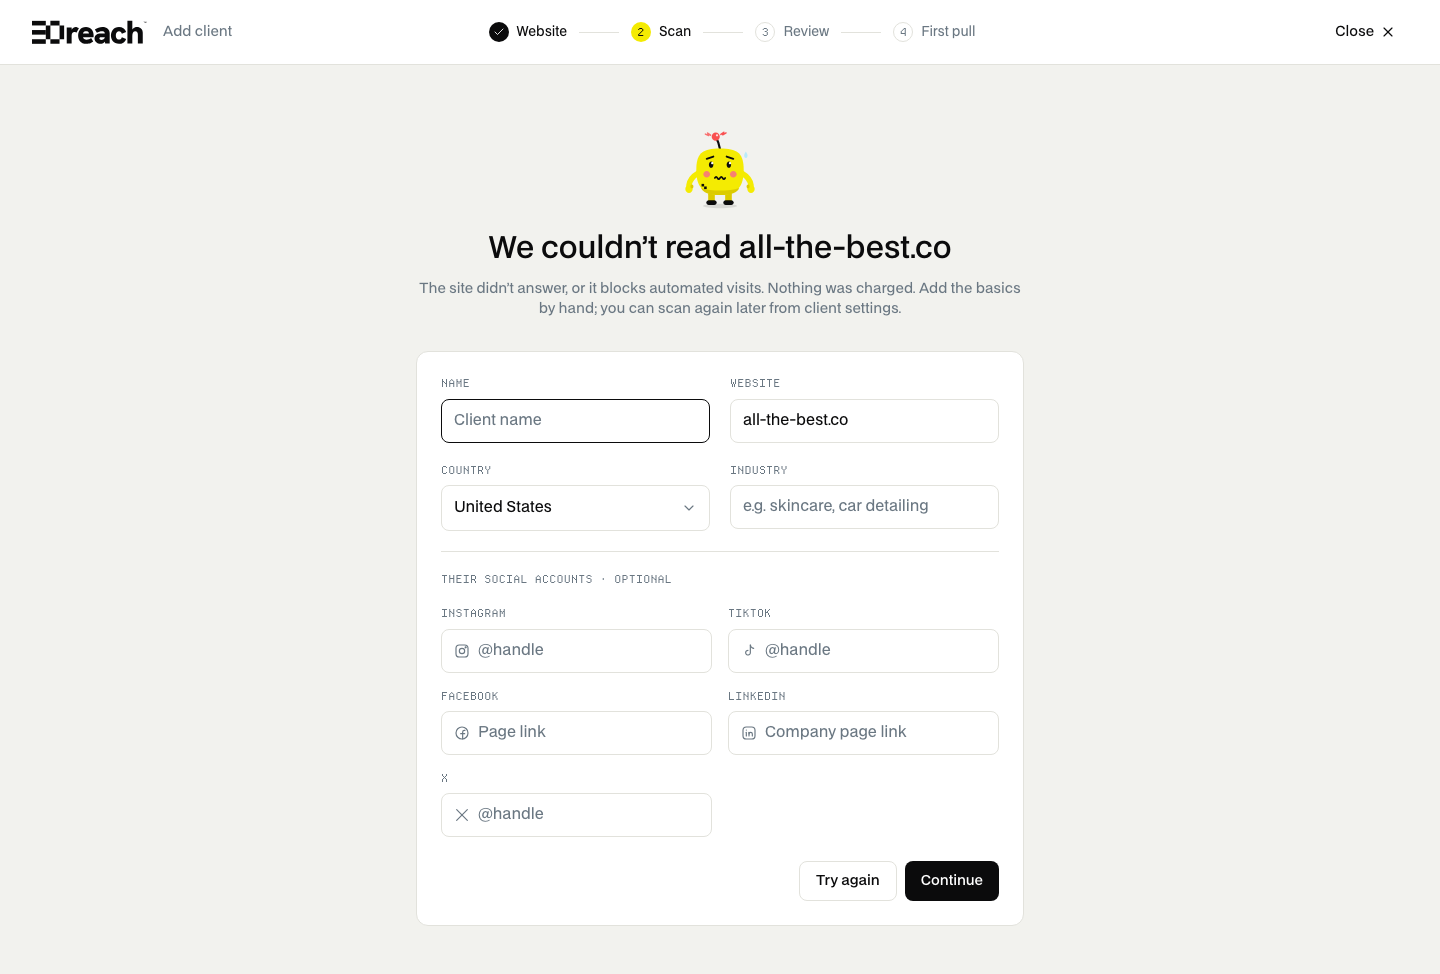 reach
Add client
Website
2 Scan
3 Review
4 First pull
Close
We couldn’t read all-the-best.co
The site didn’t answer, or it blocks automated visits. Nothing was charged. Add the basics
by hand; you can scan again later from client settings.
NAME
WEBSITE
Client name
all-the-best.co
COUNTRY
INDUSTRY
United States
e.g. skincare, car detailing
THEIR SOCIAL ACCOUNTS · OPTIONAL
INSTAGRAM
TIKTOK
@handle
@handle
FACEBOOK
LINKEDIN
Page link
Company page link
X
@handle
Try again
Continue